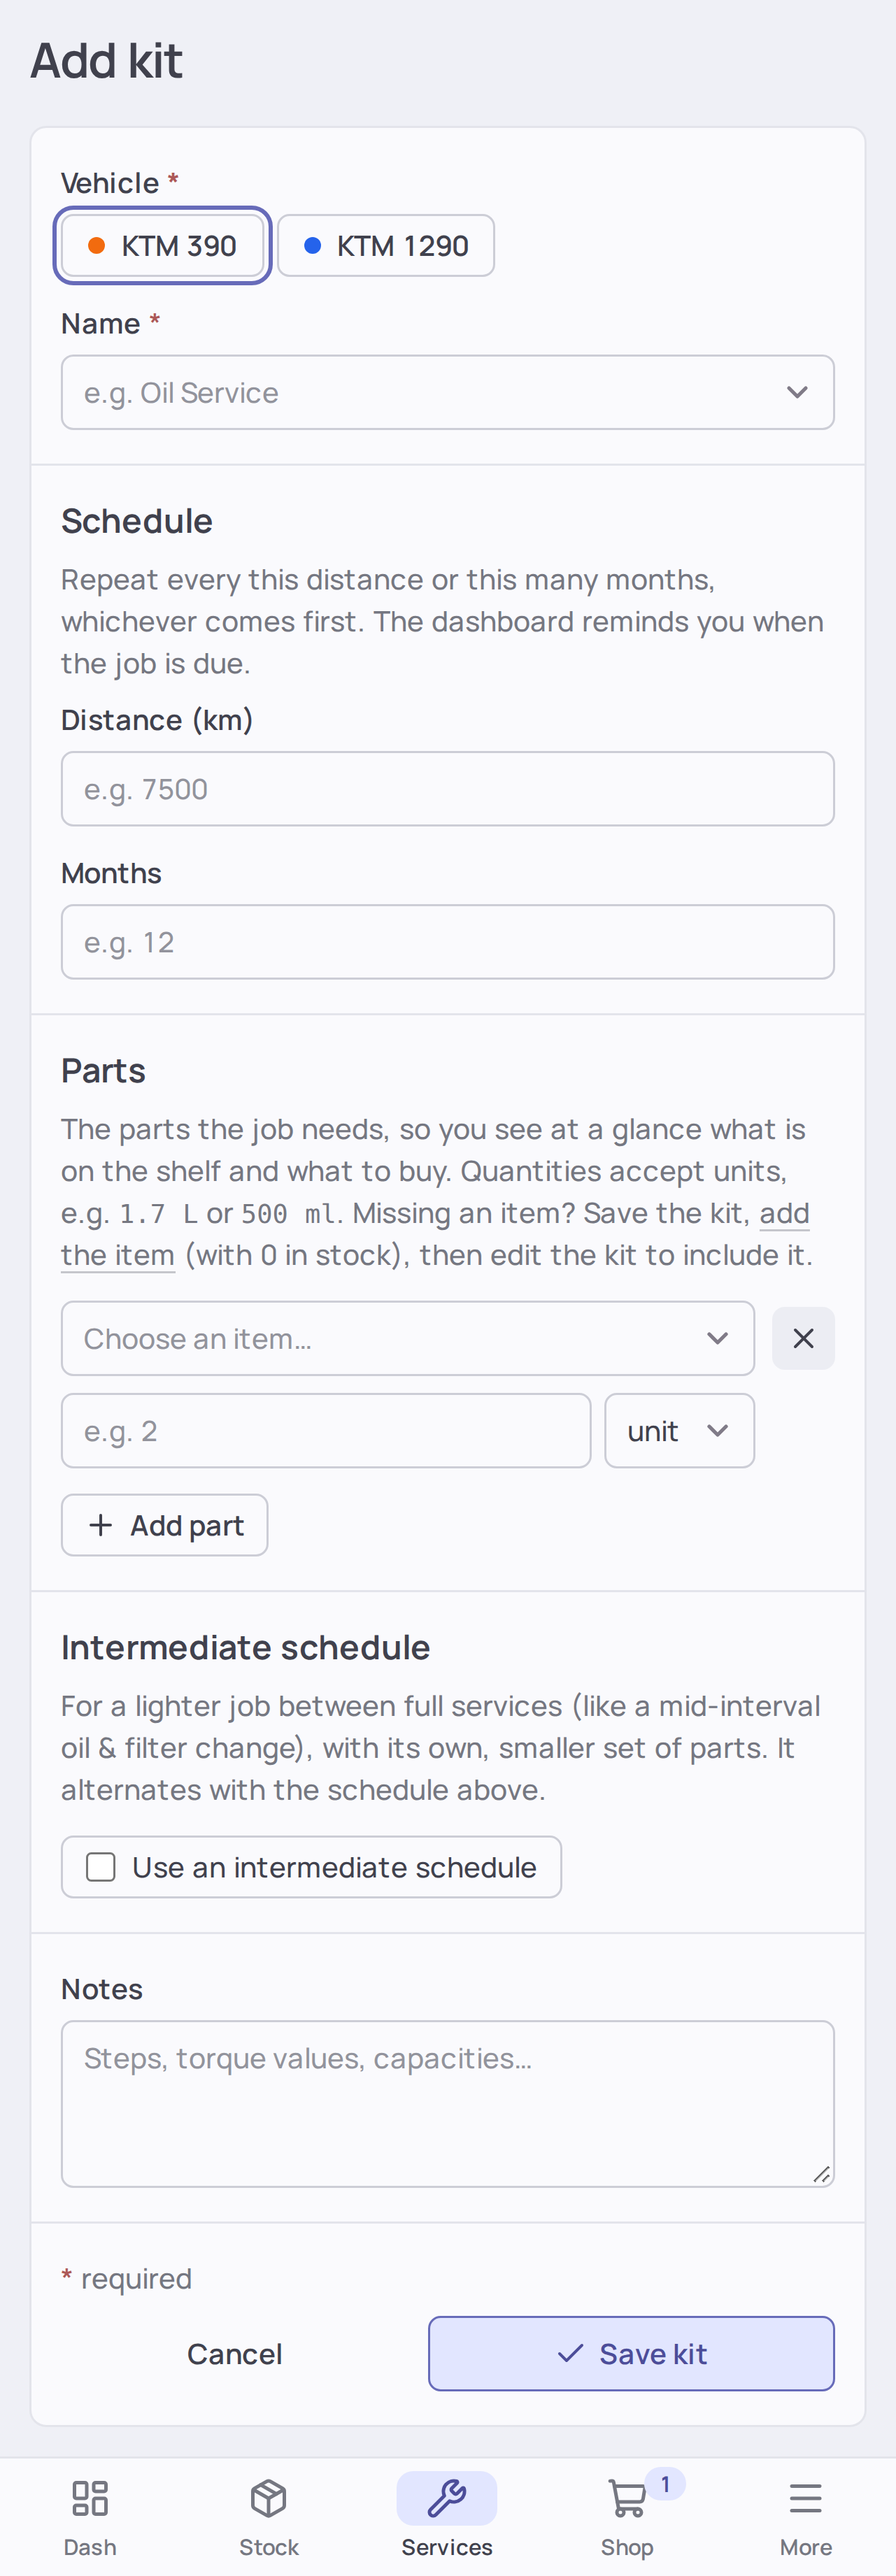 Add kit
Vehicle *
KTM 390
KTM 1290
Name *
e.g. Oil Service
Schedule
Repeat every this distance or this many months,
whichever comes first. The dashboard reminds you when
the job is due.
Distance (km)
e.g. 7500
Months
e.g. 12
Parts
The parts the job needs, so you see at a glance what is
on the shelf and what to buy. Quantities accept units,
e.g. 1.7 L or 500 ml. Missing an item? Save the kit, add
the item (with 0 in stock), then edit the kit to include it.
Choose an item...
e.g. 2
unit
Add part
Intermediate schedule
For a lighter job between full services (like a mid-interval
oil & filter change), with its own, smaller set of parts. It
alternates with the schedule above.
Use an intermediate schedule
Notes
Steps, torque values, capacities...
* required
Cancel
Save kit
1
Dash
Stock
Services
Shop
More